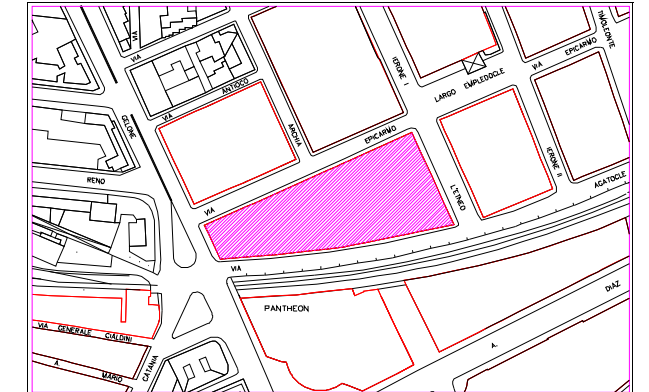 VIA
TIMOLEONTE
VIA
EPICARMO
IERONE I
LARGO EMPLEDOCLE
VIA
ANTIOCO
GELONE
ARCHIA
EPICARMO
IERONE II
RENO
L'ETNEO
AGATOCLE
VIA
VIA
PANTHEON
DIAZ
VIA GENERALE CIALDINI
A.
A.
MARIO
CATANIA